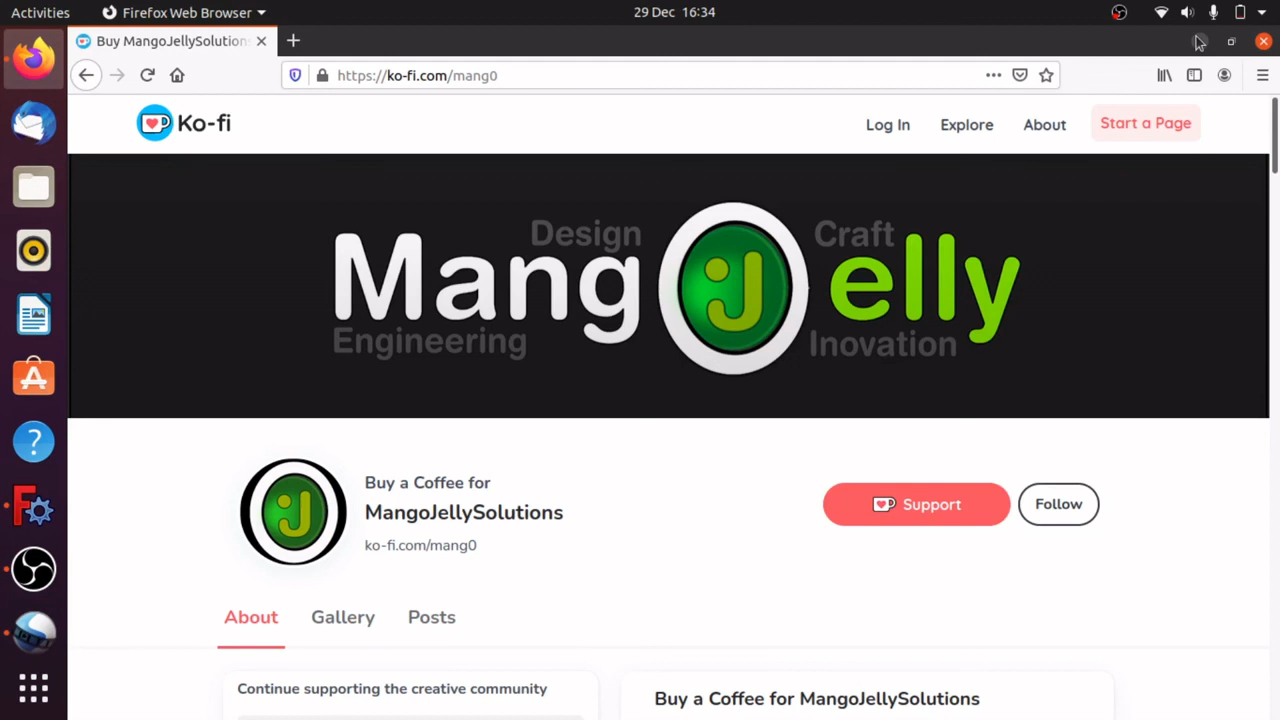 Activities
Firefox Web Browser
29 Dec 16:34
Buy MangoJellySolution
https://ko-fi.com/mang0
Ko-fi
Log In
Explore
About
Start a Page
Design
Craft
Mang J elly
Engineering
Inovation
Buy a Coffee for
MangoJellySolutions
ko-fi.com/mang0
Support
Follow
About
Gallery
Posts
Continue supporting the creative community
Buy a Coffee for MangoJellySolutions